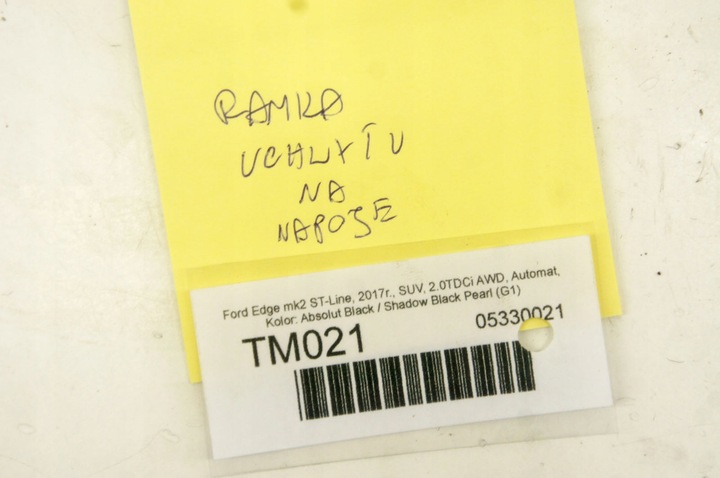 RAMKA
UCHWYTU
NA
NAPOJE
Ford Edge mk2 ST-Line, 2017r., SUV, 2.0TDCi AWD, Automat,
Kolor: Absolut Black / Shadow Black Pearl (G1)
TM021
05330021